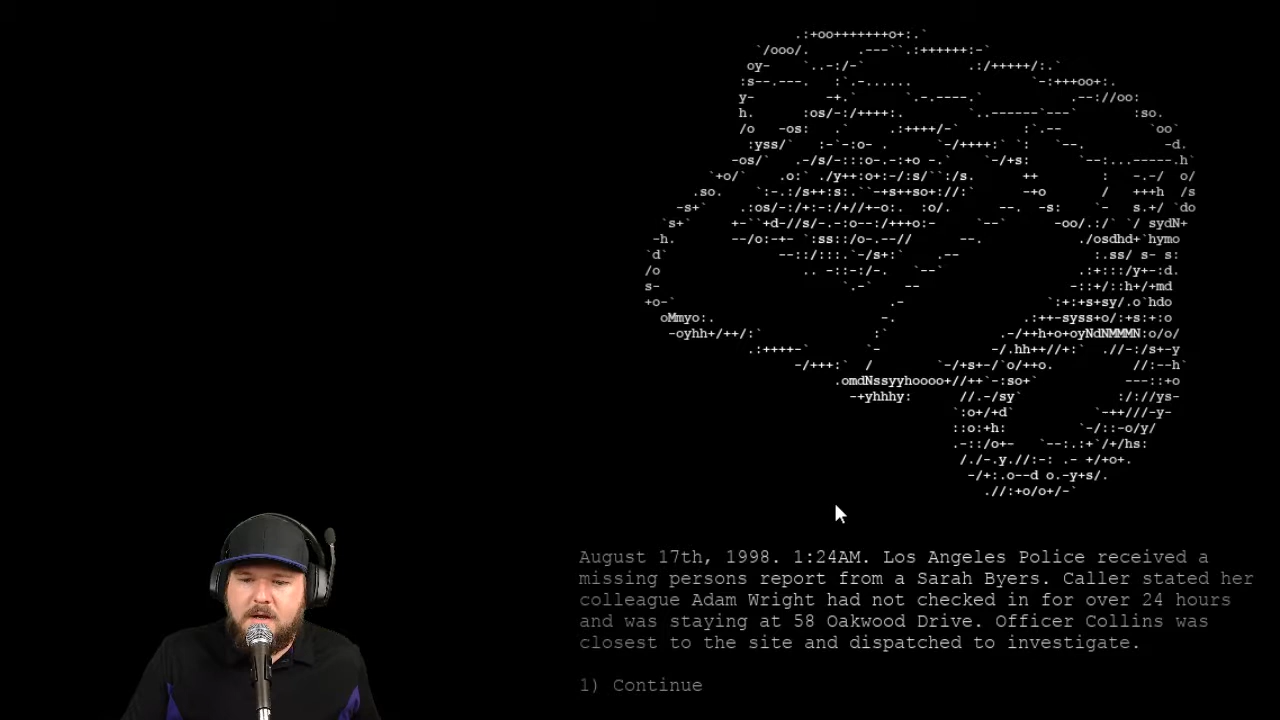 August 17th, 1998. 1:24AM. Los Angeles Police received a
missing persons report from a Sarah Byers. Caller stated her
colleague Adam Wright had not checked in for over 24 hours
and was staying at 58 Oakwood Drive. Officer Collins was
closest to the site and dispatched to investigate.
1) Continue